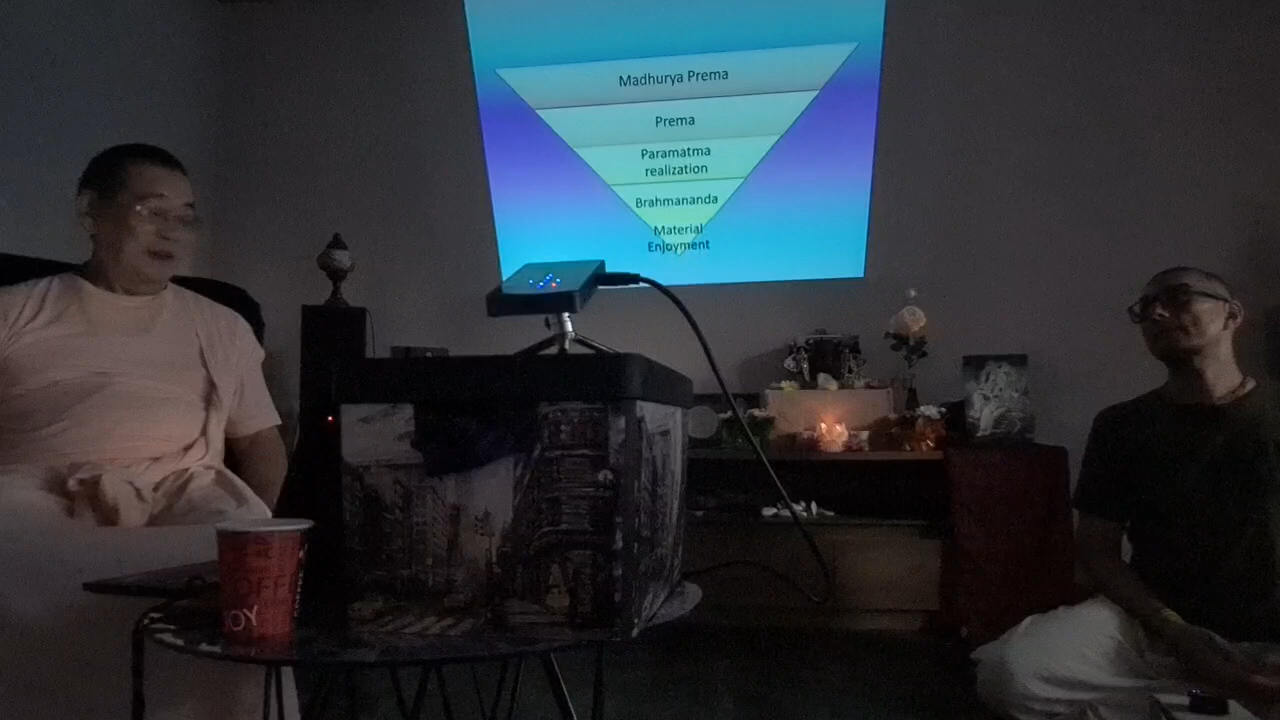 Madhurya Prema
Prema
Paramatma
realization
Brahmananda
Material
Enjoyment